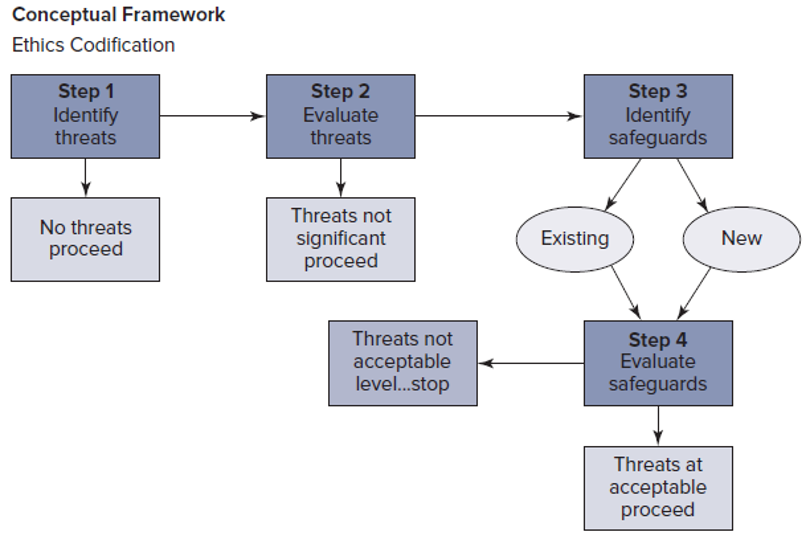 Conceptual Framework
Ethics Codification
Step 1
Identify
threats
Step 2
Evaluate
threats
Step 3
Identify
safeguards
No threats
proceed
Threats not
significant
proceed
Existing
New
Threats not
acceptable
level...stop
Step 4
Evaluate
safeguards
Threats at
acceptable
proceed